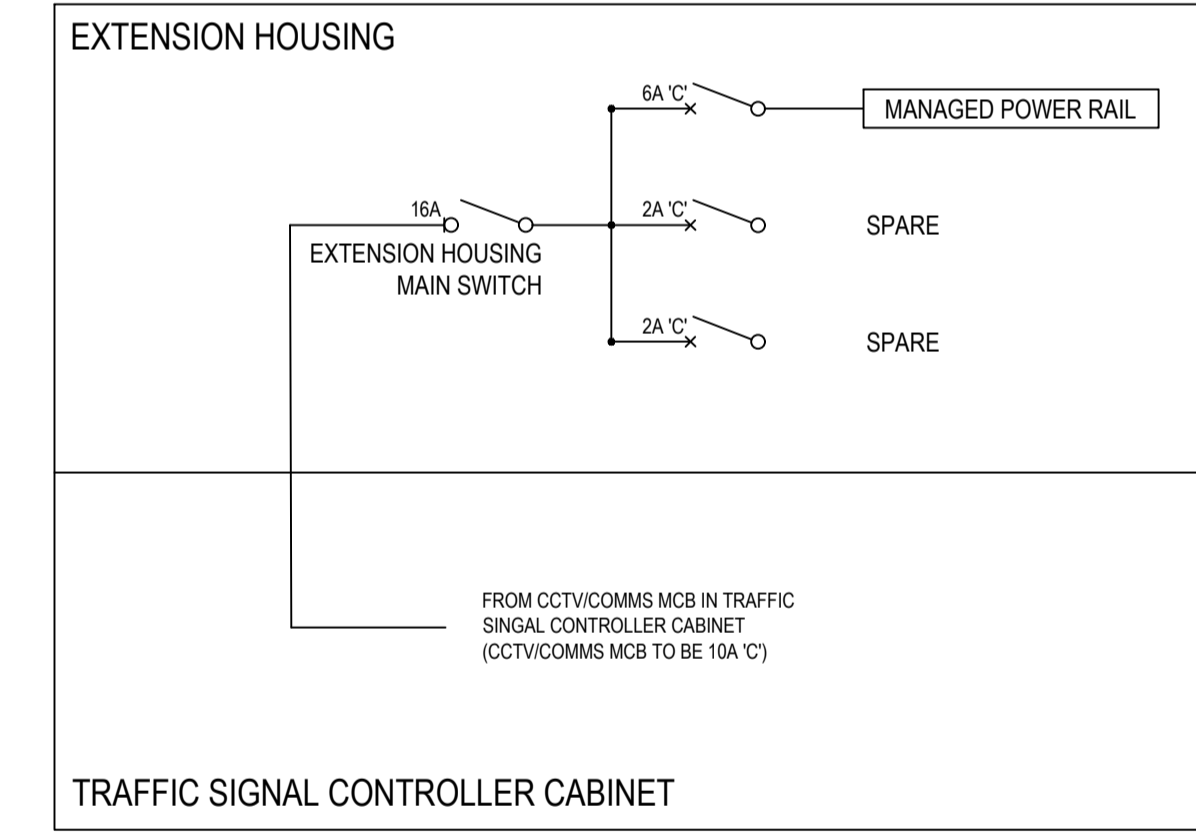 EXTENSION HOUSING
6A 'C'
MANAGED POWER RAIL
16A
2A 'C'
SPARE
EXTENSION HOUSING
MAIN SWITCH
2A 'C'
SPARE
FROM CCTV/COMMS MCB IN TRAFFIC
SINGAL CONTROLLER CABINET
(CCTV/COMMS MCB TO BE 10A 'C')
TRAFFIC SIGNAL CONTROLLER CABINET